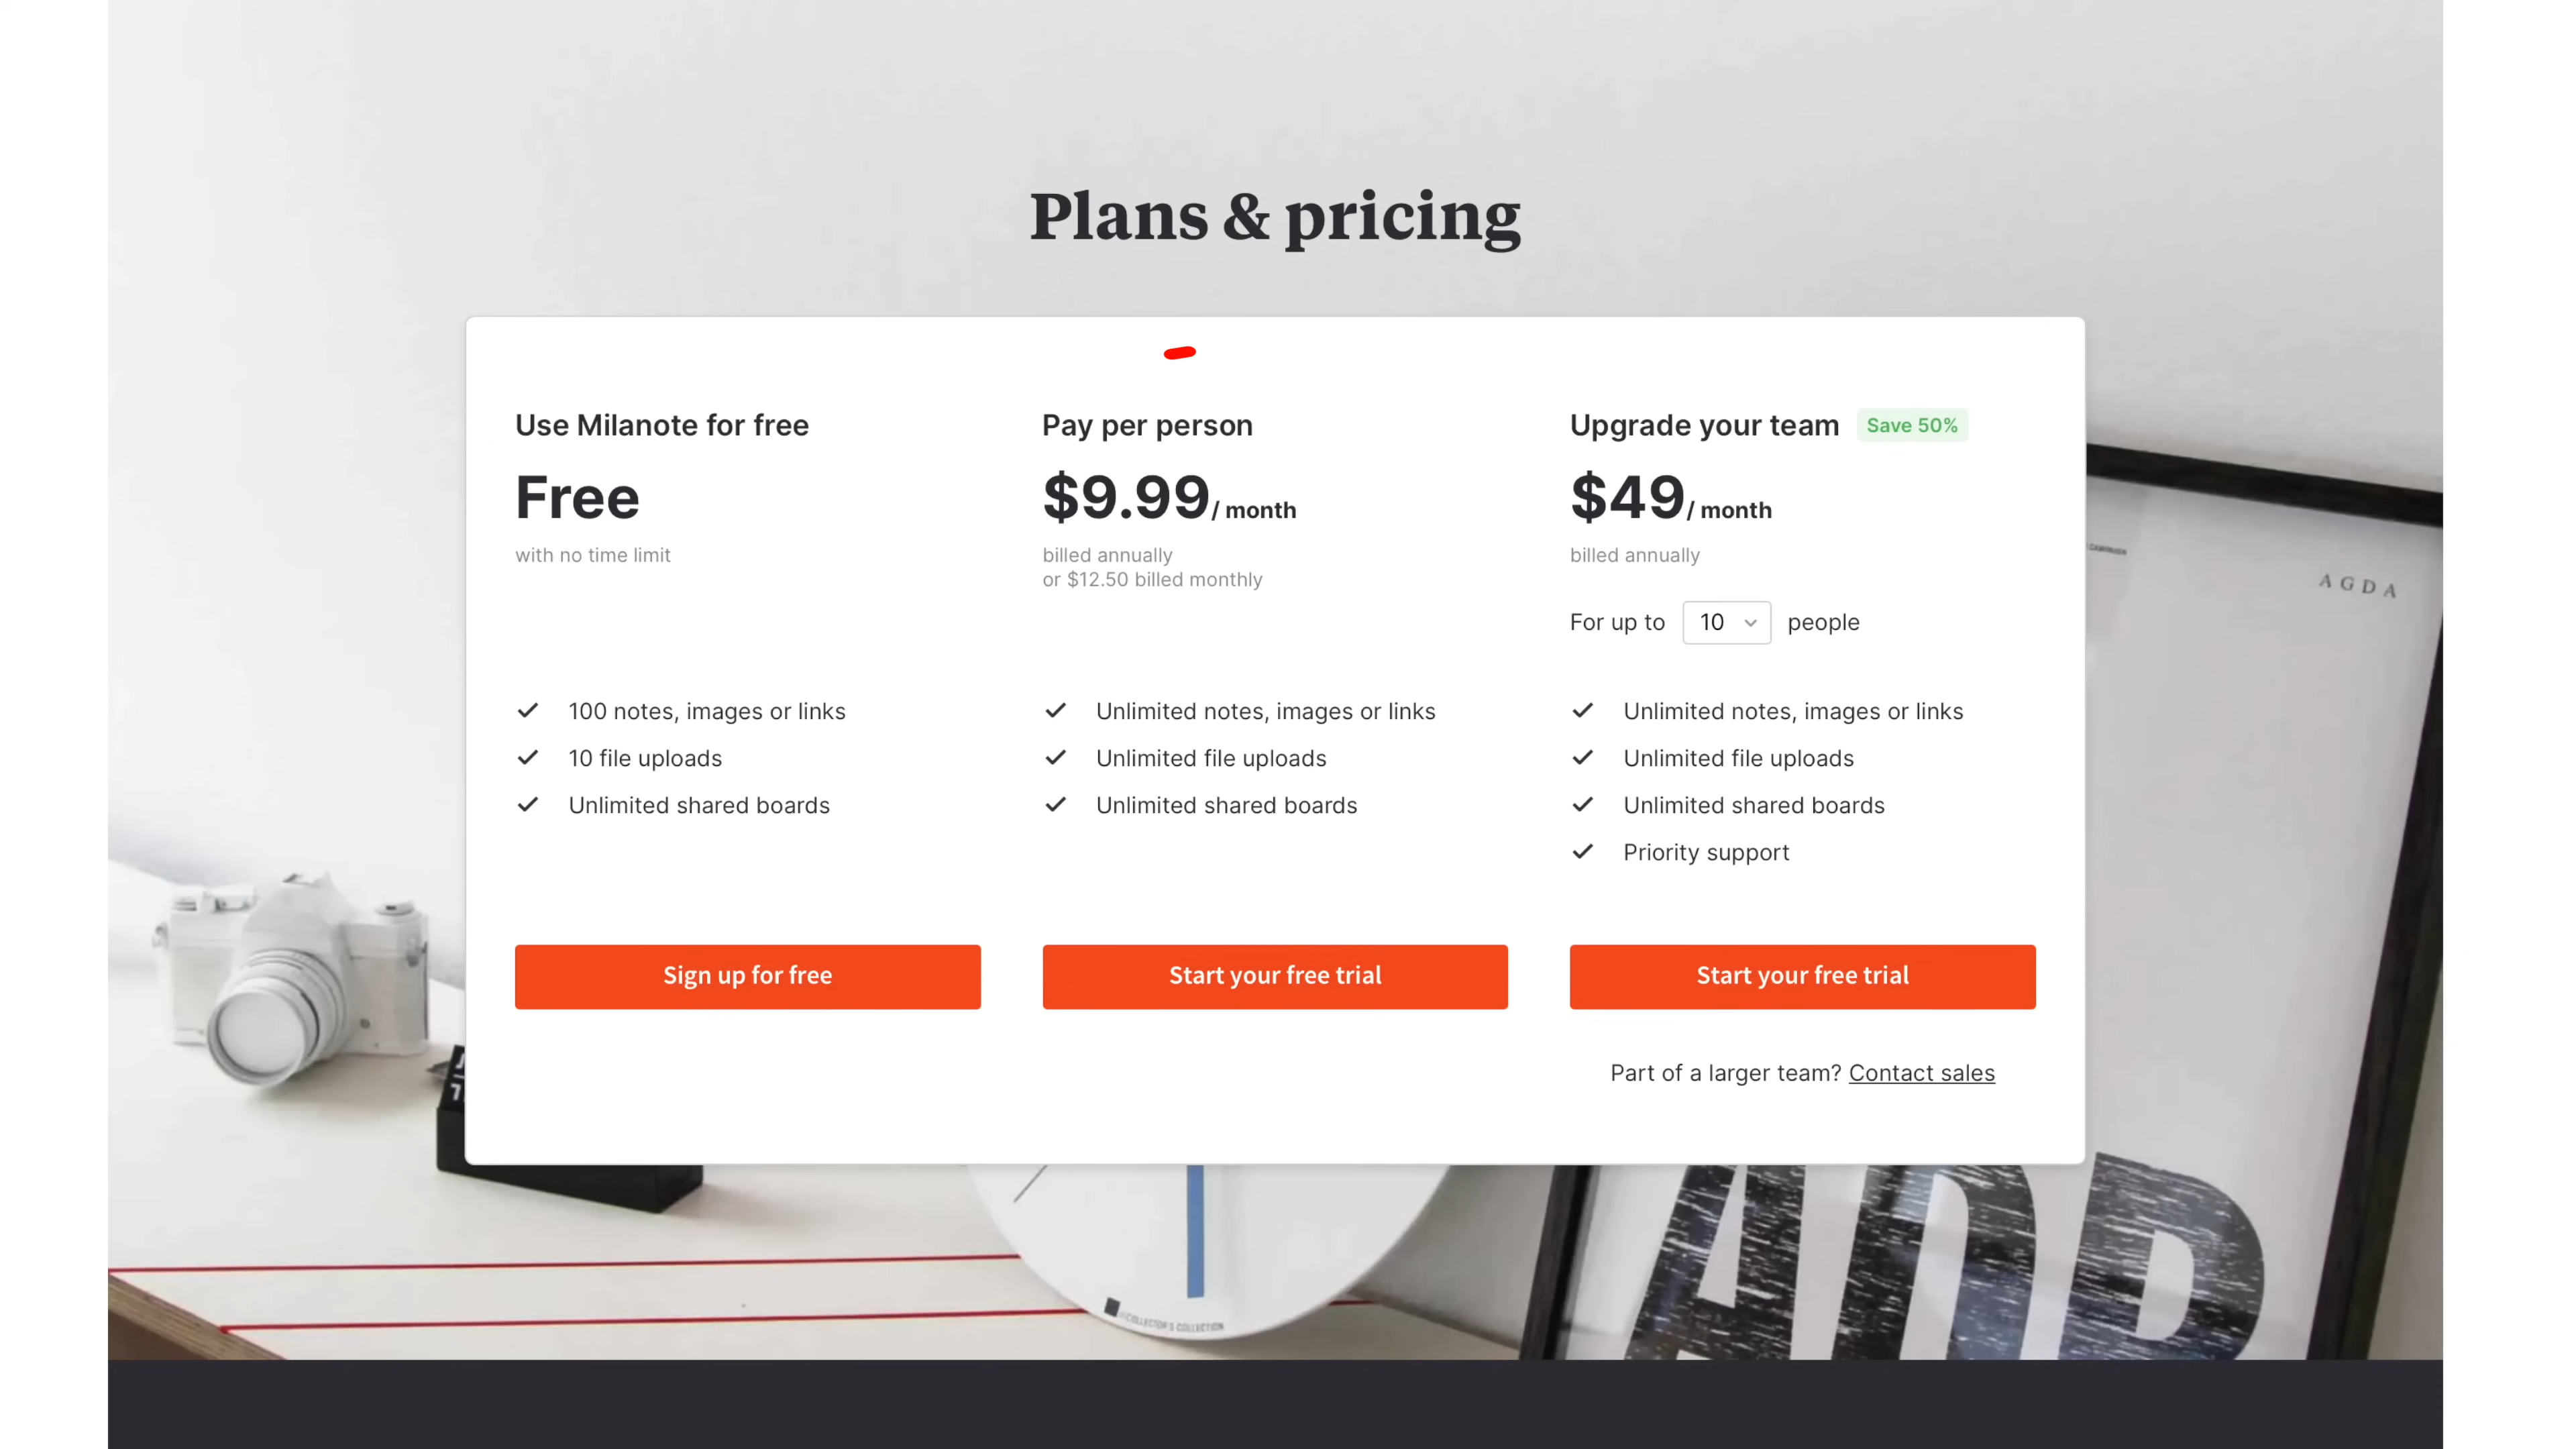 Plans & pricing
Use Milanote for free
Free
with no time limit
100 notes, images or links
10 file uploads
Unlimited shared boards
Sign up for free
Pay per person
$9.99/ month
billed annually
or $12.50 billed monthly
Unlimited notes, images or links
Unlimited file uploads
Unlimited shared boards
Start your free trial
Upgrade your team Save 50%
$49/ month
billed annually
For up to 10 people
Unlimited notes, images or links
Unlimited file uploads
Unlimited shared boards
Priority support
Start your free trial
Part of a larger team? Contact sales
AGDA
COLLECTOR'S COLLECTION